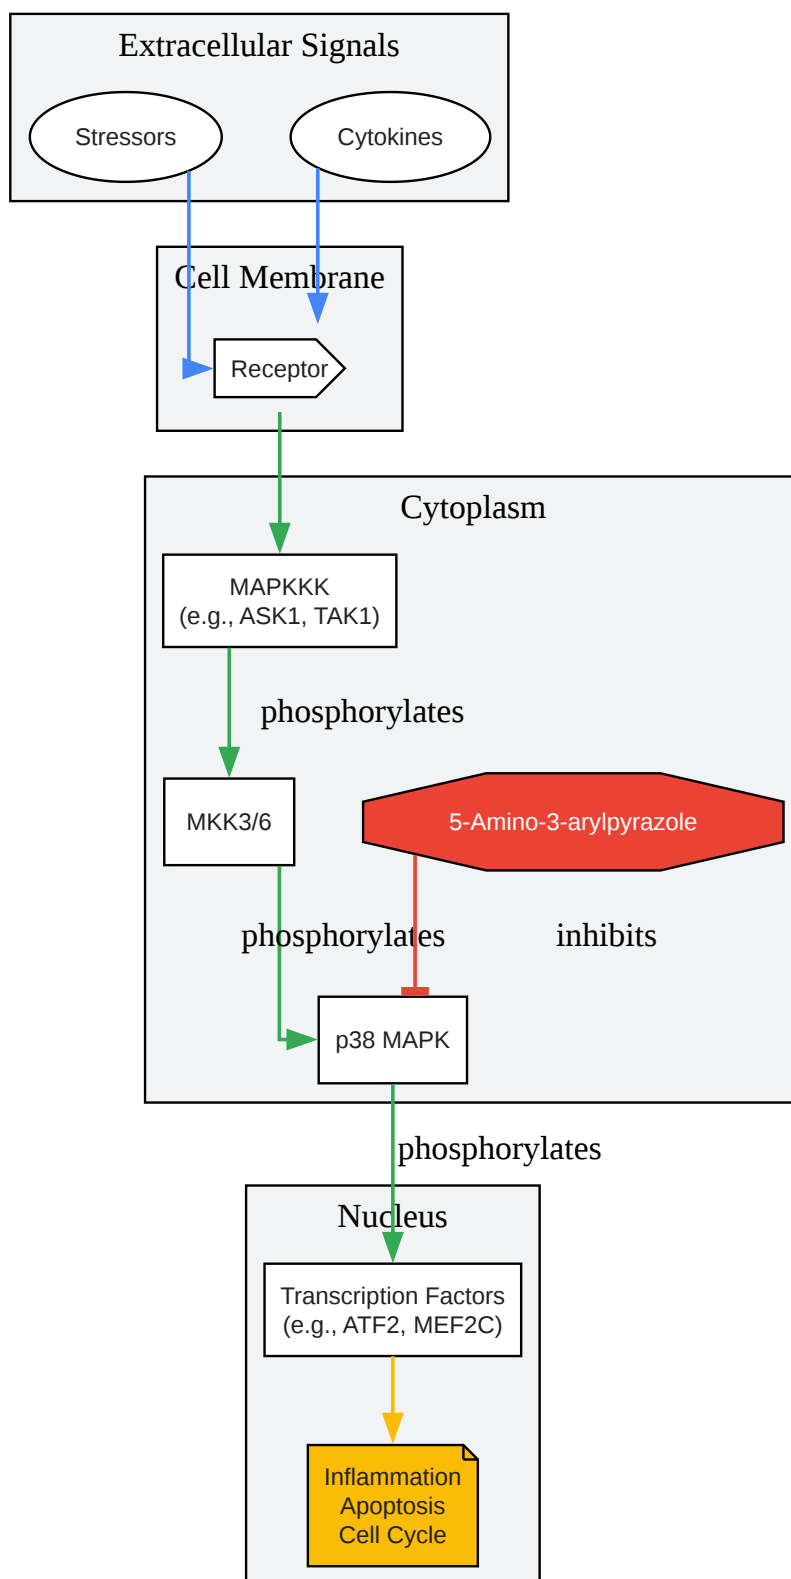 Extracellular Signals
Stressors
Cytokines
Cell Membrane
Receptor
Cytoplasm
MAPKKK
(e.g., ASK1, TAK1)
phosphorylates
MKK3/6
5-Amino-3-arylpyrazole
phosphorylates
inhibits
p38 MAPK
phosphorylates
Nucleus
Transcription Factors
(e.g., ATF2, MEF2C)
Inflammation
Apoptosis
Cell Cycle